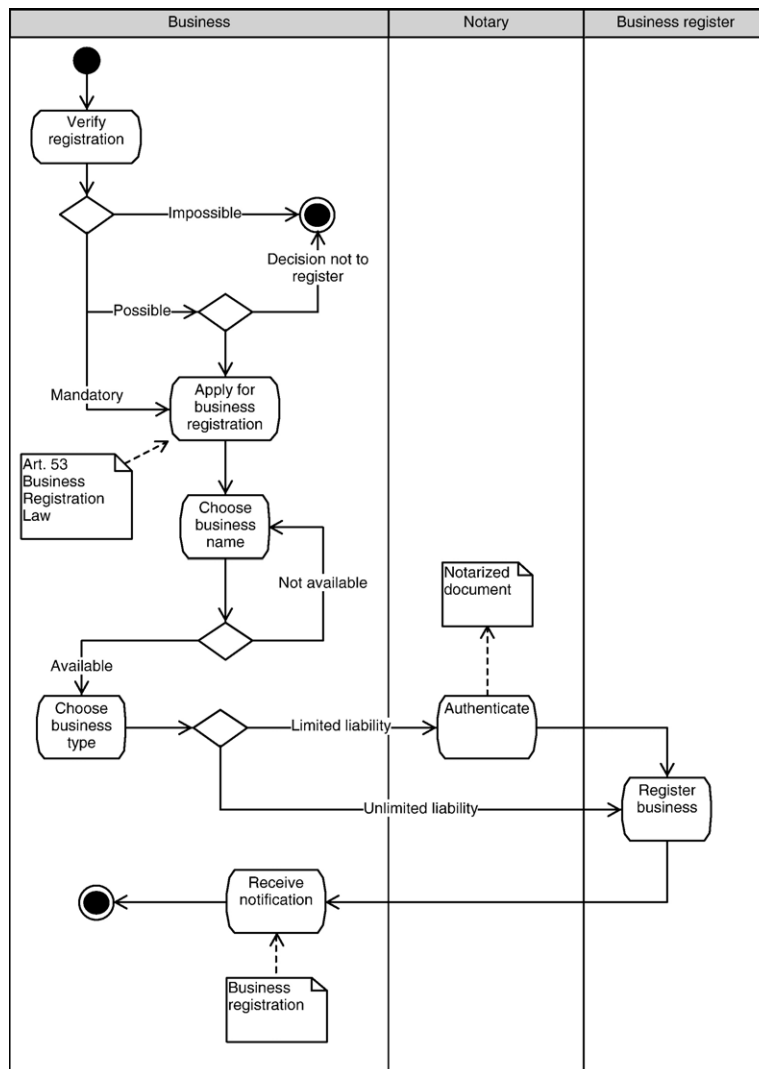 Business
Notary
Business register
Verify
registration
Impossible
Decision not to
register
Possible
Apply for
business
registration
Mandatory
Art. 53
Business
Registration
Law
Choose
business
name
Not available
Notarized
document
Available
Choose
business
type
Limited liability
Authenticate
Unlimited liability
Register
business
Receive
notification
Business
registration